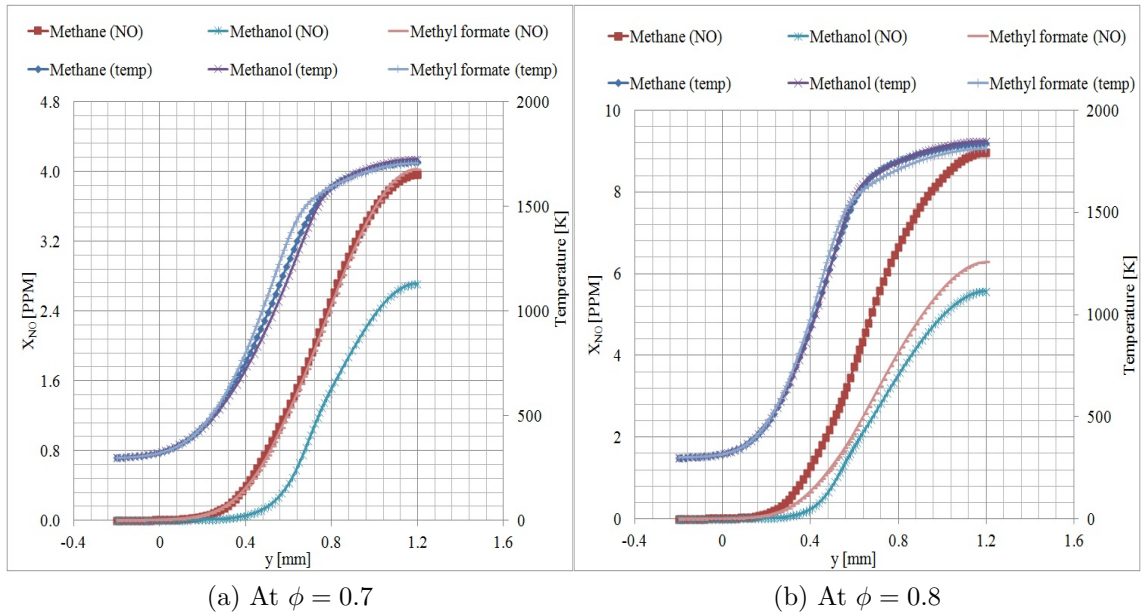 Methane (NO) Methanol (NO) Methyl formate (NO)
Methane (temp) Methanol (temp) Methyl formate (temp)
4.8
4.0
3.2
2.4
1.6
0.8
0.0
X_NO [PPM]
2000
1500
1000
500
0
Temperature [K]
-0.4 0 0.4 0.8 1.2 1.6
y [mm]
(a) At ϕ = 0.7
Methane (NO) Methanol (NO) Methyl formate (NO)
Methane (temp) Methanol (temp) Methyl formate (temp)
10
8
6
4
2
0
X_NO [PPM]
2000
1500
1000
500
0
Temperature [K]
-0.4 0 0.4 0.8 1.2 1.6
y [mm]
(b) At ϕ = 0.8